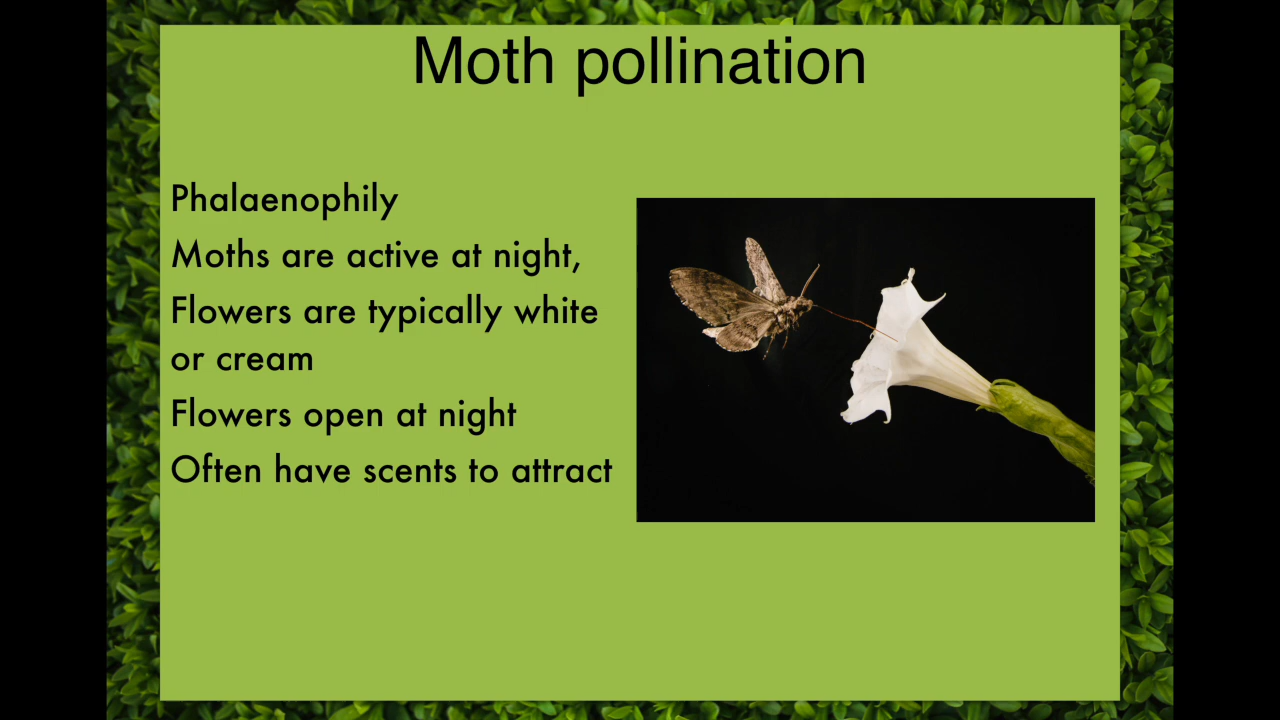 Moth pollination
Phalaenophily
Moths are active at night,
Flowers are typically white
or cream
Flowers open at night
Often have scents to attract